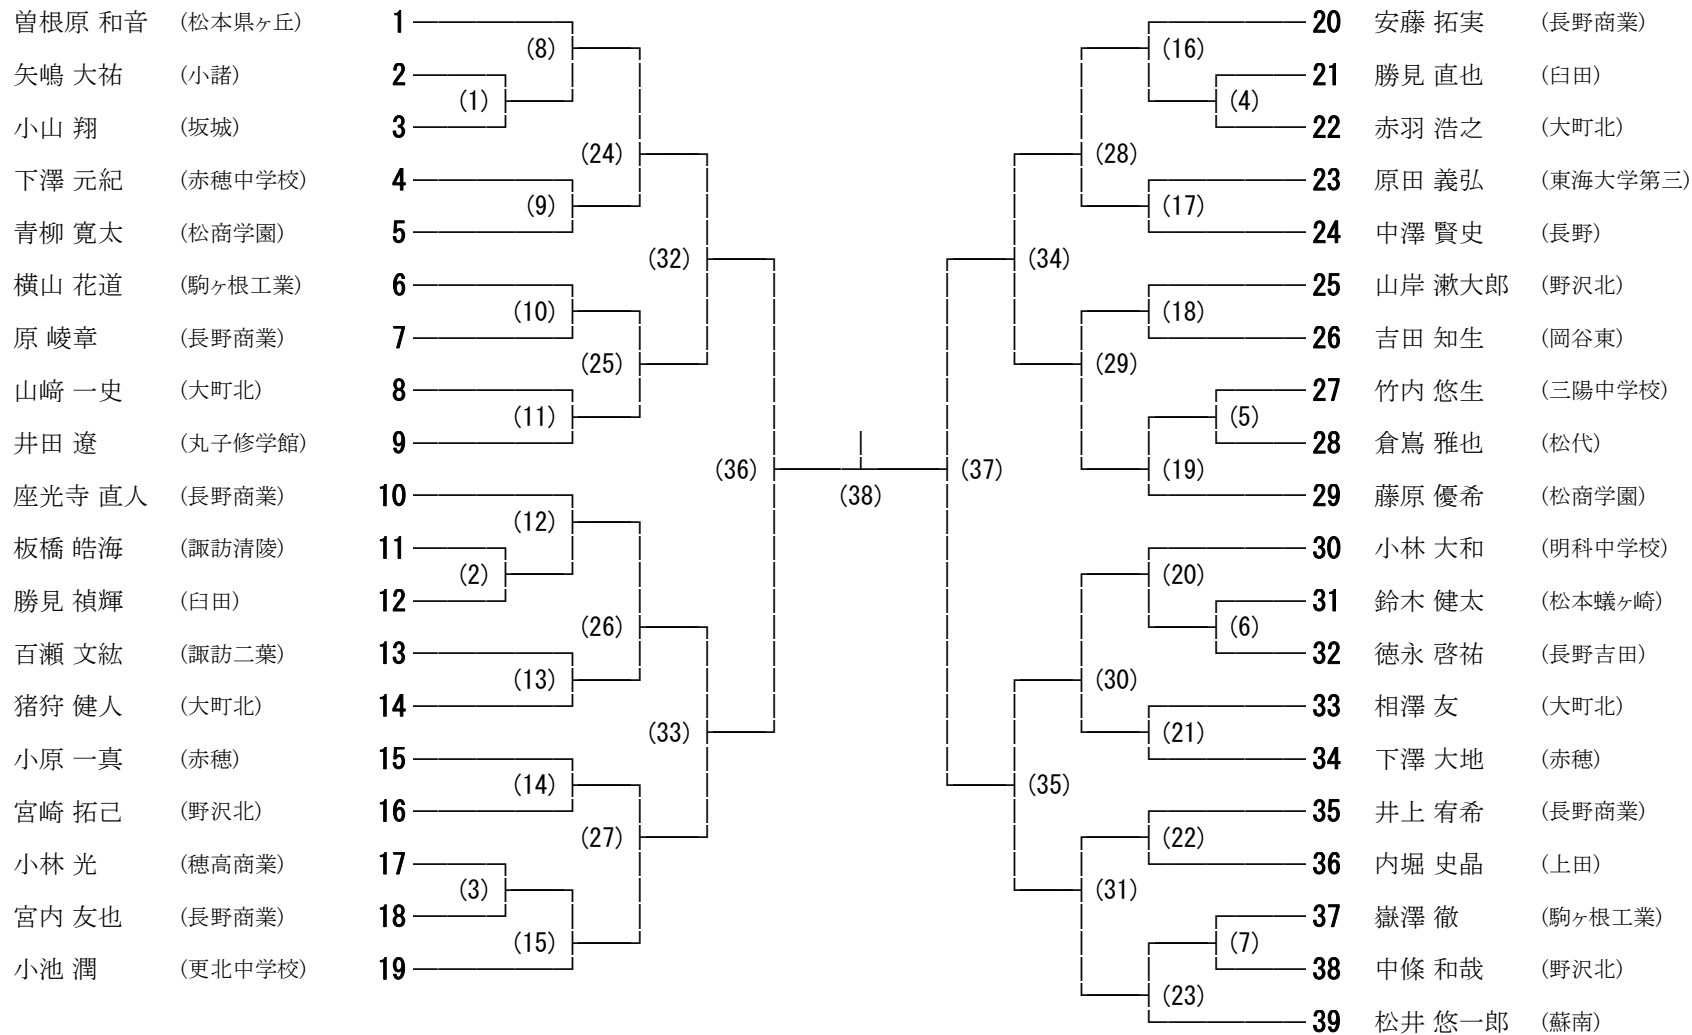 曽根原 和音 (松本県ヶ丘) 1
(8)
矢嶋 大祐 (小諸) 2
(1)
小山 翔 (坂城) 3
(24)
下澤 元紀 (赤穂中学校) 4
(9)
青柳 寛太 (松商学園) 5
(32)
横山 花道 (駒ヶ根工業) 6
(10)
原 崚章 (長野商業) 7
(25)
山﨑 一史 (大町北) 8
(11)
井田 遼 (丸子修学館) 9
(36)
座光寺 直人 (長野商業) 10
(12)
板橋 皓海 (諏訪清陵) 11
(2)
勝見 禎輝 (臼田) 12
(26)
百瀬 文紘 (諏訪二葉) 13
(13)
猪狩 健人 (大町北) 14
(33)
小原 一真 (赤穂) 15
(14)
宮崎 拓己 (野沢北) 16
(27)
小林 光 (穂高商業) 17
(3)
宮内 友也 (長野商業) 18
(15)
小池 潤 (更北中学校) 19
(38)
20 安藤 拓実 (長野商業)
(16)
21 勝見 直也 (臼田)
(4)
22 赤羽 浩之 (大町北)
(28)
23 原田 義弘 (東海大学第三)
(17)
24 中澤 賢史 (長野)
(34)
25 山岸 漱大郎 (野沢北)
(18)
26 吉田 知生 (岡谷東)
(29)
27 竹内 悠生 (三陽中学校)
(5)
28 倉嶌 雅也 (松代)
(37)
(19)
29 藤原 優希 (松商学園)
30 小林 大和 (明科中学校)
(20)
31 鈴木 健太 (松本蟻ヶ崎)
(6)
32 徳永 啓祐 (長野吉田)
(30)
33 相澤 友 (大町北)
(21)
34 下澤 大地 (赤穂)
(35)
35 井上 宥希 (長野商業)
(22)
36 内堀 史晶 (上田)
(31)
37 嶽澤 徹 (駒ヶ根工業)
(7)
38 中條 和哉 (野沢北)
(23)
39 松井 悠一郎 (蘇南)